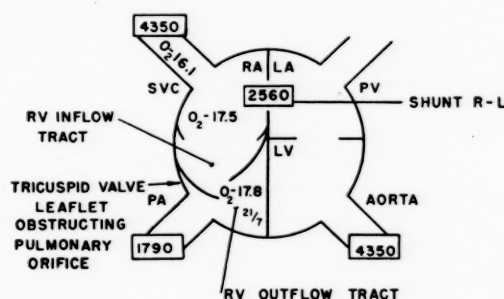 4350
O2-16.1
SVC
RA LA
2560
PV
SHUNT R-L
O2-17.5
RV INFLOW
TRACT
LV
TRICUSPID VALVE
LEAFLET
OBSTRUCTING
PULMONARY
ORIFICE
PA
O2-17.8
21/7
AORTA
1790
4350
RV OUTFLOW TRACT